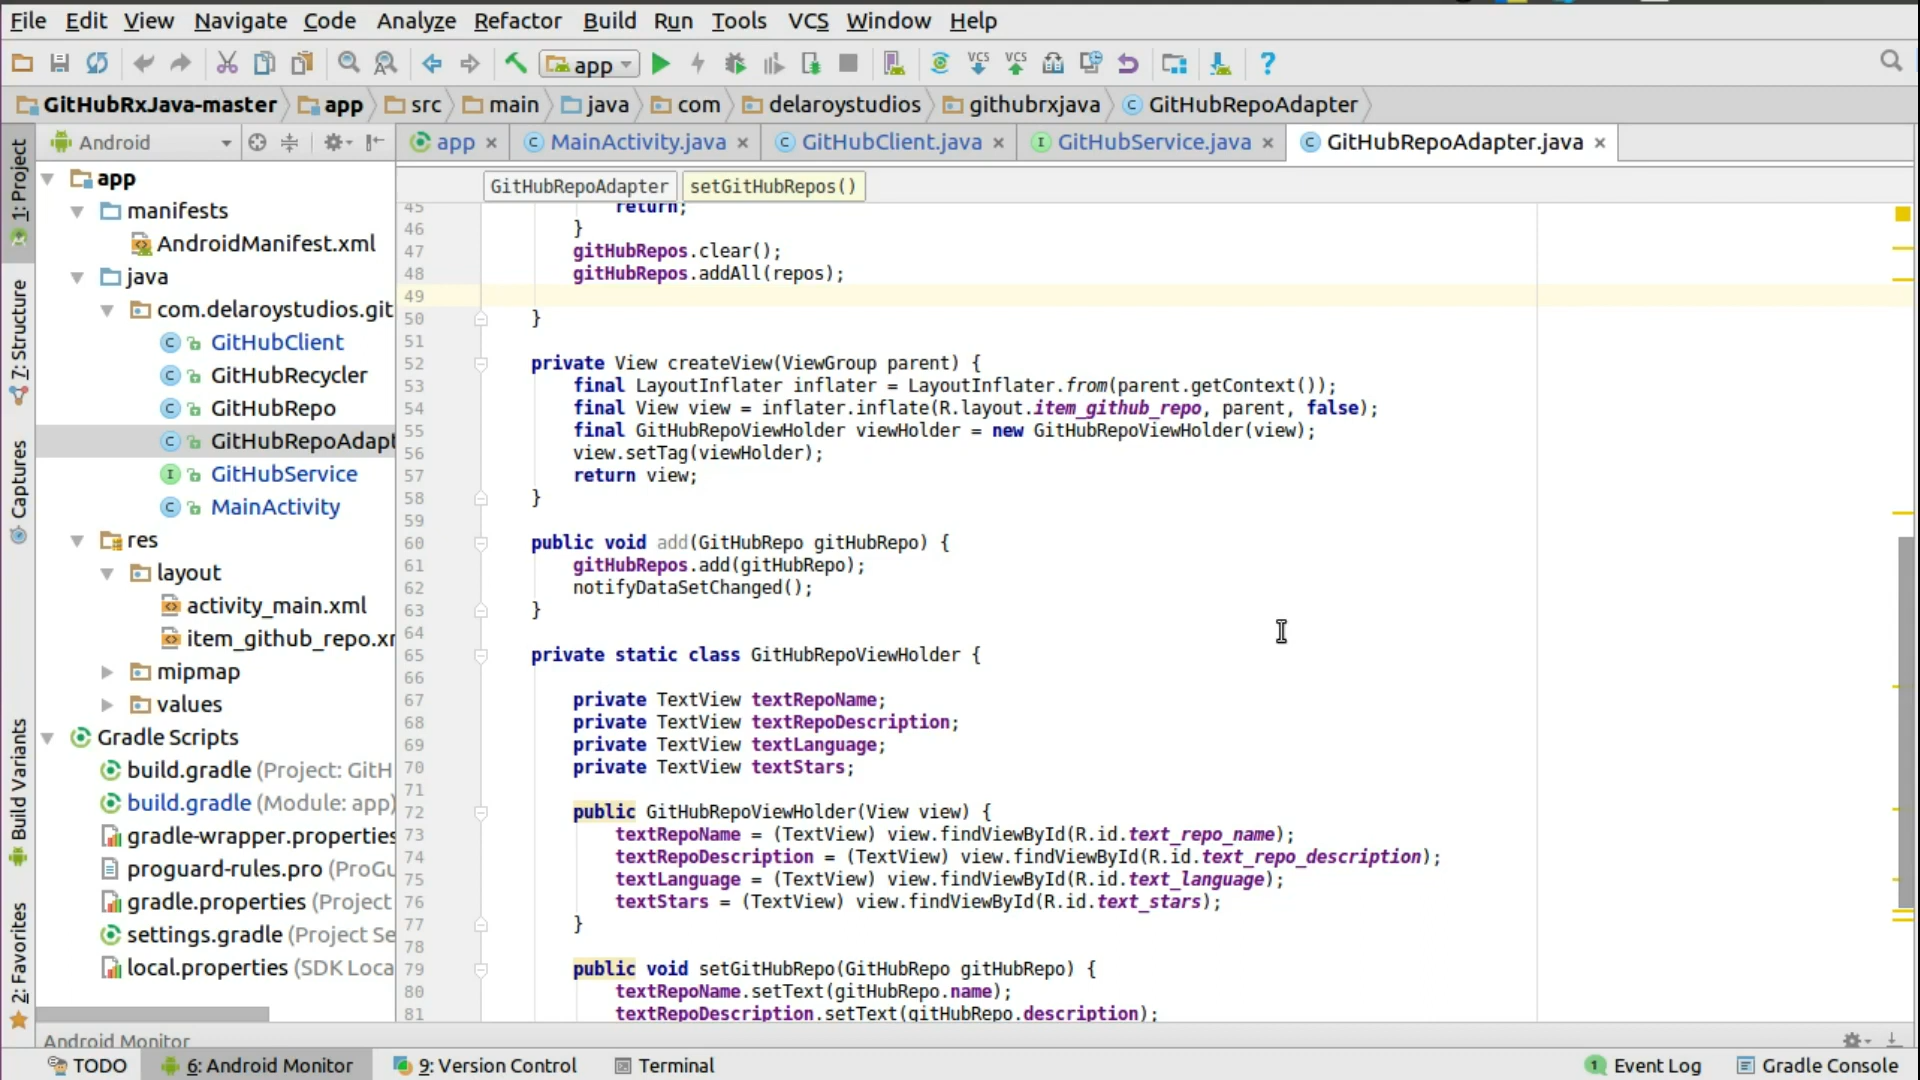 File Edit View Navigate Code Analyze Refactor Build Run Tools VCS Window Help
app VCS VCS ?
GitHubRxJava-master app src main java com delaroystudios githubrxjava GitHubRepoAdapter
Android
app MainActivity.java GitHubClient.java GitHubService.java GitHubRepoAdapter.java
GitHubRepoAdapter setGitHubRepos()
1: Project
7: Structure
Captures
Build Variants
2: Favorites
app
manifests
AndroidManifest.xml
java
com.delaroystudios.git
GitHubClient
GitHubRecycler
GitHubRepo
GitHubRepoAdapt
GitHubService
MainActivity
res
layout
activity_main.xml
item_github_repo.xr
mipmap
values
Gradle Scripts
build.gradle (Project: GitH
build.gradle (Module: app)
gradle-wrapper.properties
proguard-rules.pro (ProGu
gradle.properties (Project
settings.gradle (Project Se
local.properties (SDK Loca
45 return;
46 }
47 gitHubRepos.clear();
48 gitHubRepos.addAll(repos);
49
50 }
51
52 private View createView(ViewGroup parent) {
53 final LayoutInflater inflater = LayoutInflater.from(parent.getContext());
54 final View view = inflater.inflate(R.layout.item_github_repo, parent, false);
55 final GitHubRepoViewHolder viewHolder = new GitHubRepoViewHolder(view);
56 view.setTag(viewHolder);
57 return view;
58 }
59
60 public void add(GitHubRepo gitHubRepo) {
61 gitHubRepos.add(gitHubRepo);
62 notifyDataSetChanged();
63 }
64
65 private static class GitHubRepoViewHolder {
66
67 private TextView textRepoName;
68 private TextView textRepoDescription;
69 private TextView textLanguage;
70 private TextView textStars;
71
72 public GitHubRepoViewHolder(View view) {
73 textRepoName = (TextView) view.findViewById(R.id.text_repo_name);
74 textRepoDescription = (TextView) view.findViewById(R.id.text_repo_description);
75 textLanguage = (TextView) view.findViewById(R.id.text_language);
76 textStars = (TextView) view.findViewById(R.id.text_stars);
77 }
78
79 public void setGitHubRepo(GitHubRepo gitHubRepo) {
80 textRepoName.setText(gitHubRepo.name);
81 textRepoDescription.setText(gitHubRepo.description);
Android Monitor
TODO 6: Android Monitor 9: Version Control Terminal 1 Event Log Gradle Console